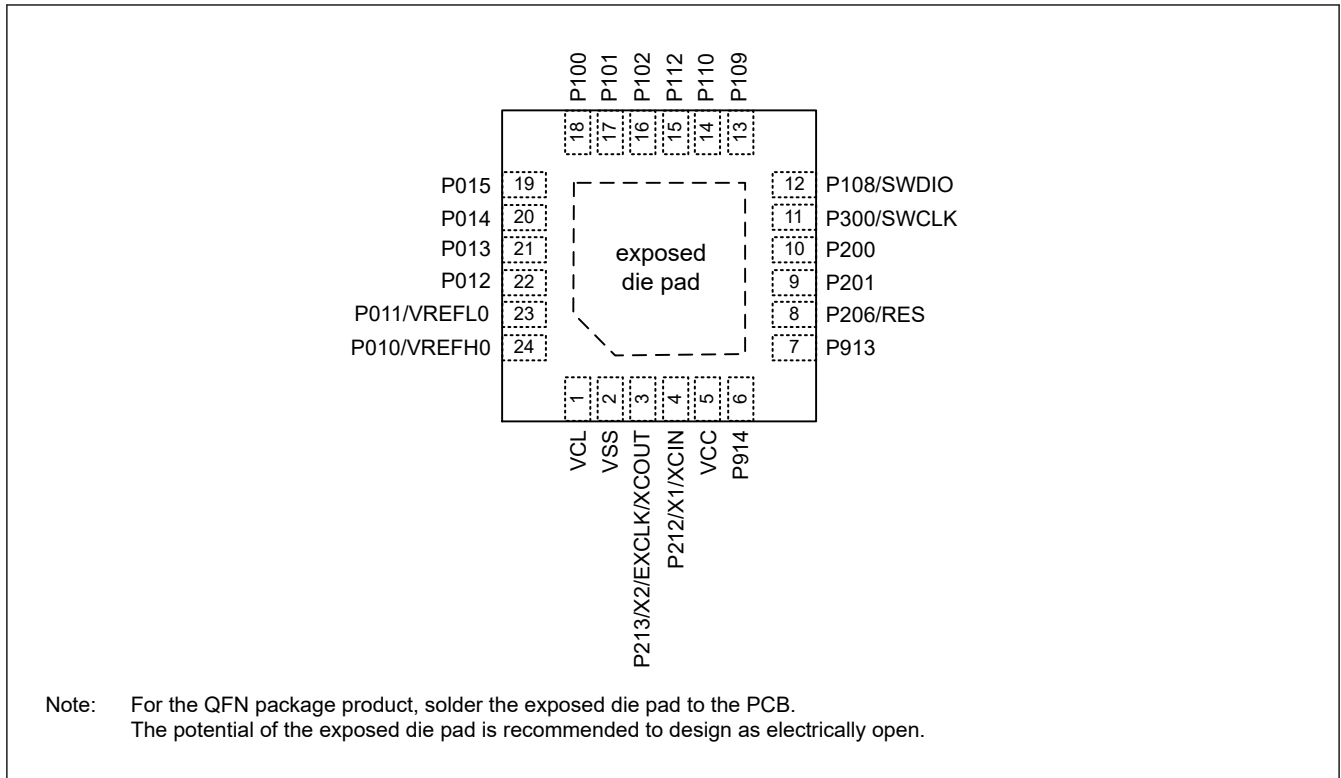 P100
P101
P102
P112
P110
P109
18
17
16
15
14
13
P015 19
P014 20
P013 21
P012 22
P011/VREFL0 23
P010/VREFH0 24
exposed
die pad
12 P108/SWDIO
11 P300/SWCLK
10 P200
9 P201
8 P206/RES
7 P913
1
2
3
4
5
6
VCL
VSS
P213/X2/EXCLK/XCOUT
P212/X1/XCIN
VCC
P914
Note: For the QFN package product, solder the exposed die pad to the PCB.
The potential of the exposed die pad is recommended to design as electrically open.